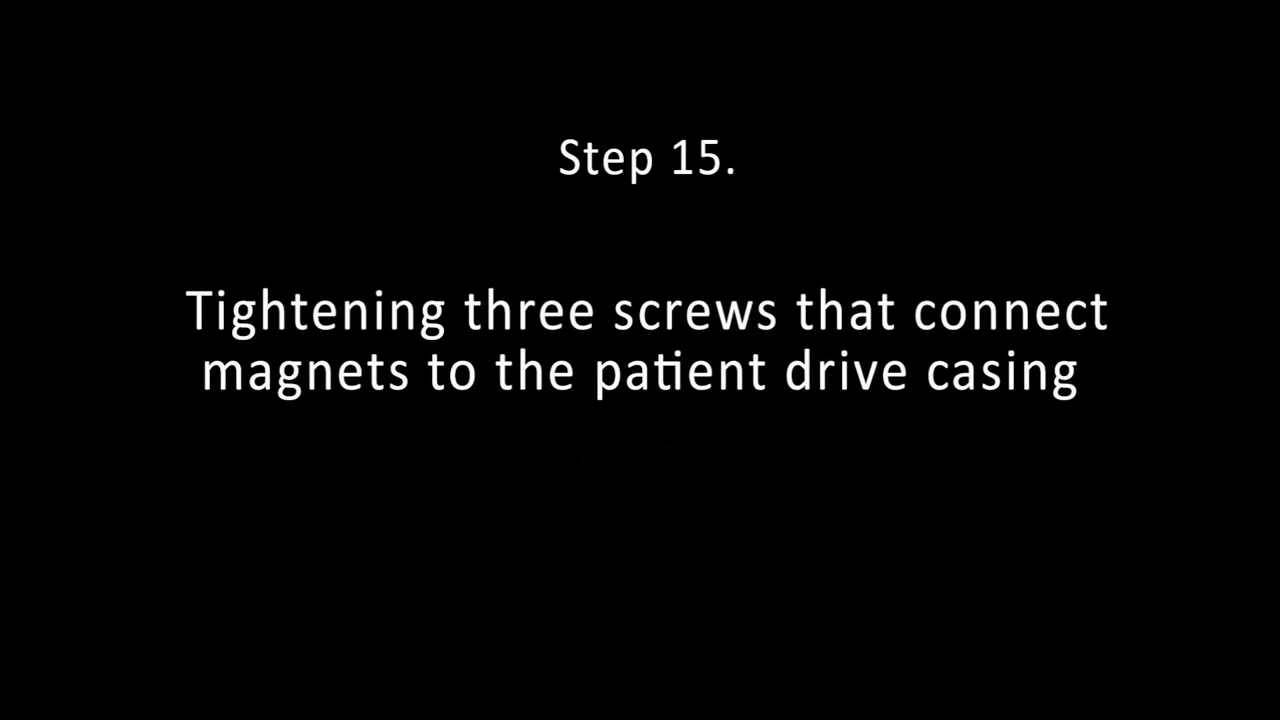 Step 15.
Tightening three screws that connect
magnets to the patient drive casing